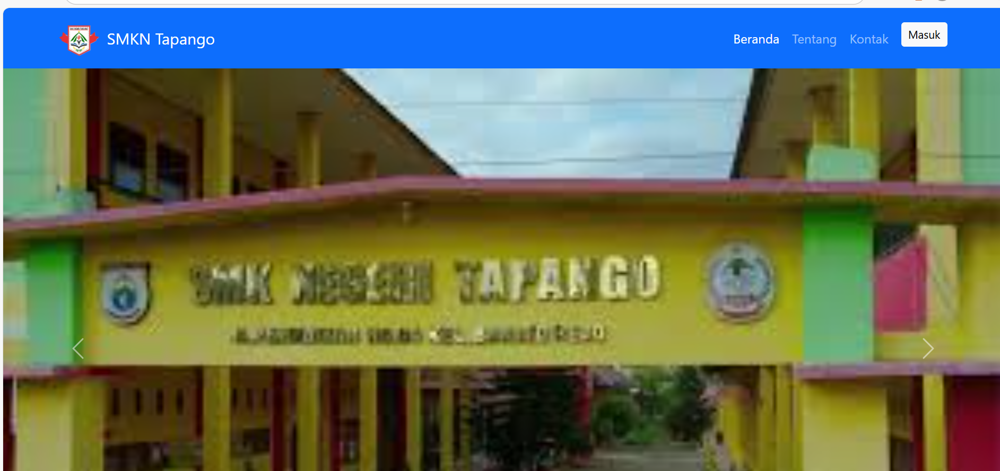 SMKN Tapango
Beranda Tentang Kontak Masuk
SMK NEGERI TAPANGO